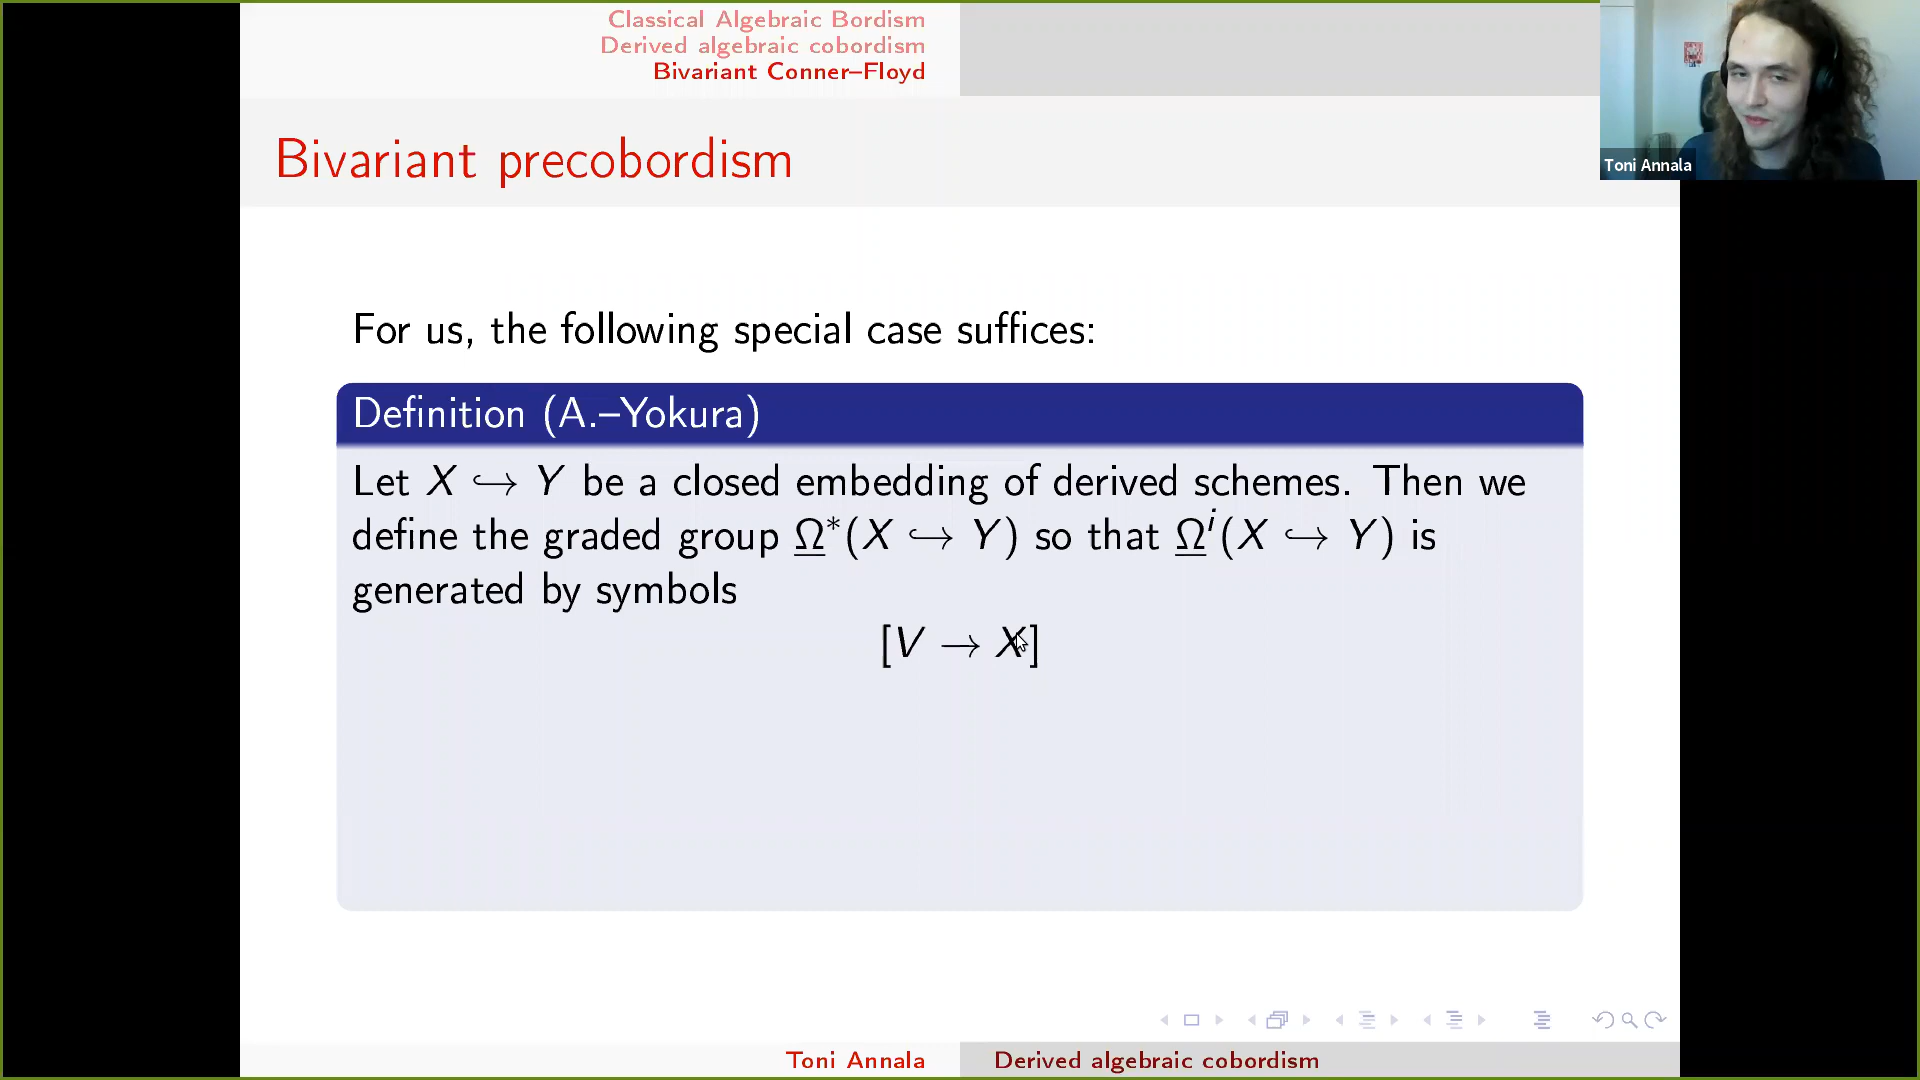 Classical Algebraic Bordism
Derived algebraic cobordism
Bivariant Conner–Floyd
Toni Annala
Bivariant precobordism
For us, the following special case suffices:
Definition (A.–Yokura)
Let X ↪ Y be a closed embedding of derived schemes. Then we
define the graded group Ω̲*(X ↪ Y) so that Ω̲ⁱ(X ↪ Y) is
generated by symbols
[V → X]
Toni Annala
Derived algebraic cobordism